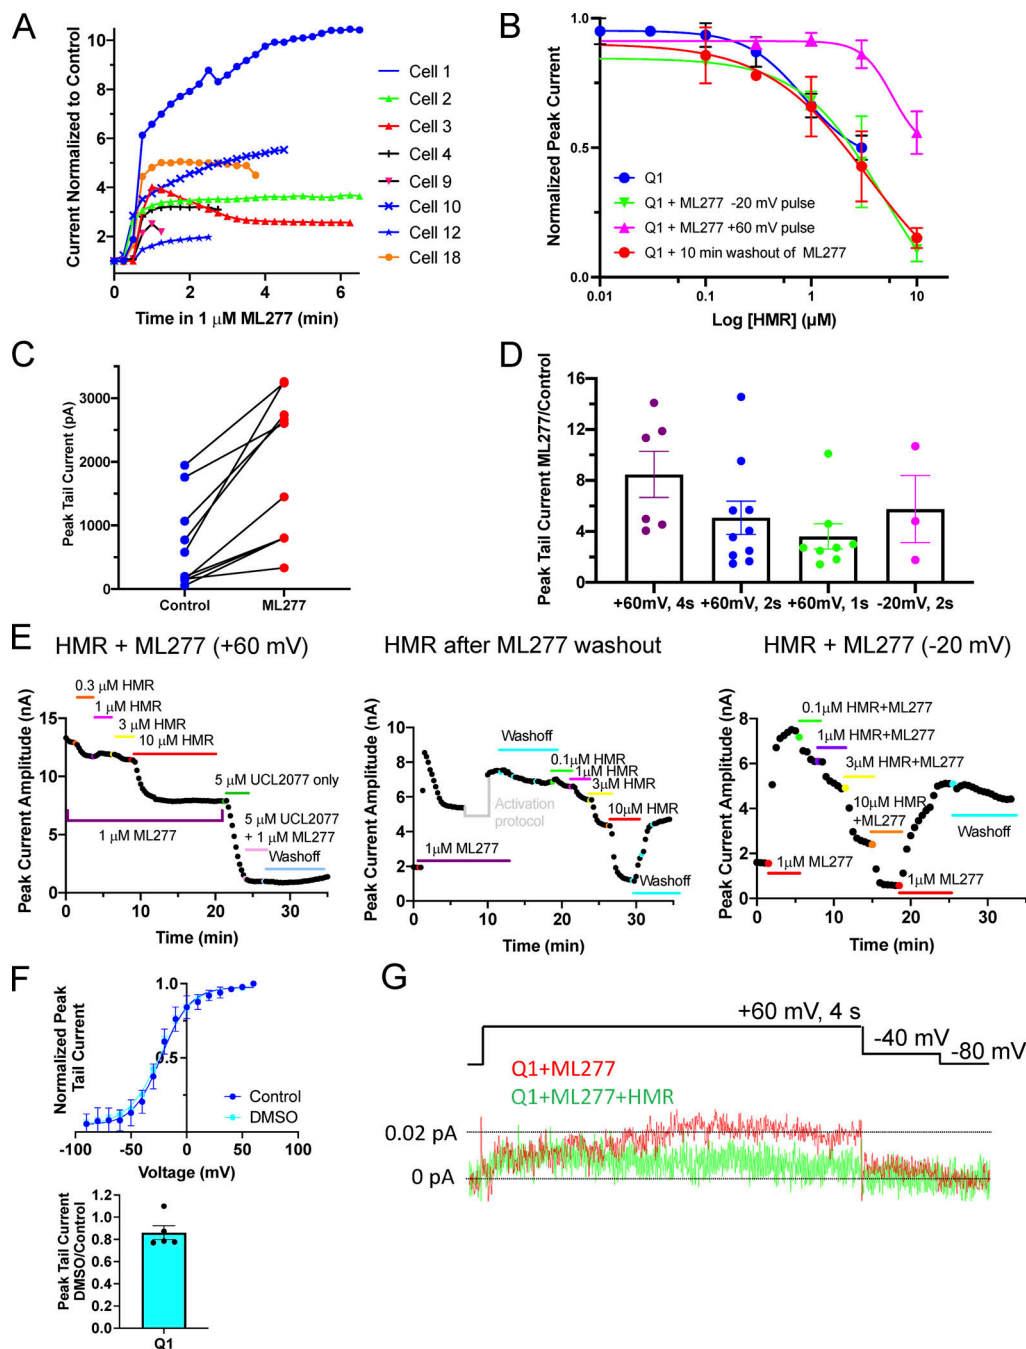 A
Current Normalized to Control
10
8
6
4
2
0
2
4
6
Time in 1 μM ML277 (min)
Cell 1
Cell 2
Cell 3
Cell 4
Cell 9
Cell 10
Cell 12
Cell 18
B
Normalized Peak Current
1.0
0.5
0.0
0.01
0.1
1
10
Log [HMR] (μM)
Q1
Q1 + ML277 -20 mV pulse
Q1 + ML277 +60 mV pulse
Q1 + 10 min washout of ML277
C
Peak Tail Current (pA)
3000
2000
1000
0
Control
ML277
D
Peak Tail Current ML277/Control
16
12
8
4
0
+60mV, 4s
+60mV, 2s
+60mV, 1s
-20mV, 2s
E
HMR + ML277 (+60 mV)
Peak Current Amplitude (nA)
15
10
5
0
0
10
20
30
Time (min)
0.3 μM HMR
1 μM HMR
3 μM HMR
10 μM HMR
5 μM UCL2077 only
5 μM UCL2077
+ 1 μM ML277
1 μM ML277
Washoff
HMR after ML277 washout
Peak Current Amplitude (nA)
10
8
6
4
2
0
0
10
20
30
Time (min)
Washoff
0.1μM HMR
1μM HMR
3μM HMR
10μM HMR
Activation
protocol
1μM ML277
Washoff
HMR + ML277 (-20 mV)
Peak Current Amplitude (nA)
8
6
4
2
0
0
10
20
30
Time (min)
0.1μM HMR+ML277
1μM HMR+ML277
3μM HMR+ML277
10μM HMR
+ML277
Washoff
1μM ML277
1μM ML277
F
Normalized Peak
Tail Current
1.0
0.5
-100
-50
0
50
100
Voltage (mV)
Control
DMSO
Peak Tail Current
DMSO/Control
1.2
1.0
0.8
0.6
0.4
0.2
0.0
Q1
G
+60 mV, 4 s
-40 mV
-80 mV
Q1+ML277
Q1+ML277+HMR
0.02 pA
0 pA